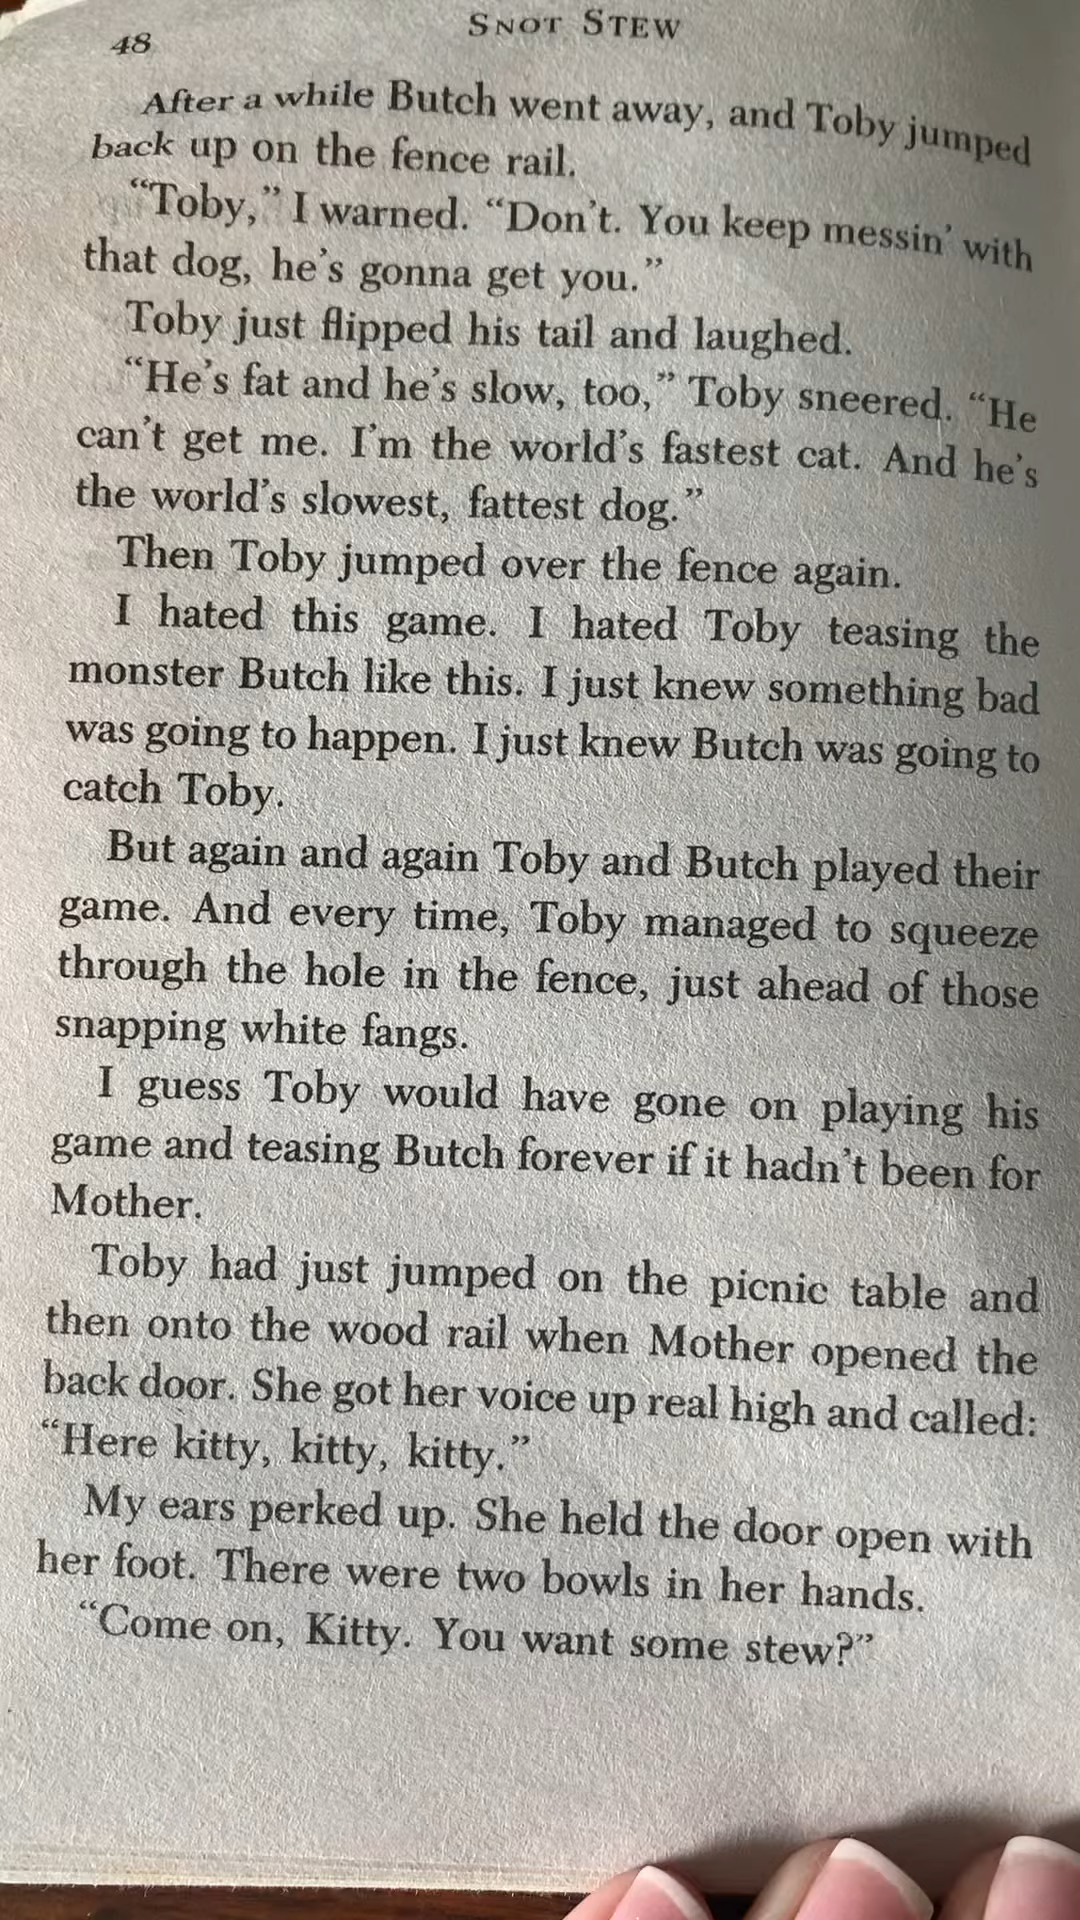 48
SNOT STEW
After a while Butch went away, and Toby jumped
back up on the fence rail.
“Toby,” I warned. “Don’t. You keep messin’ with
that dog, he’s gonna get you.”
Toby just flipped his tail and laughed.
“He’s fat and he’s slow, too,” Toby sneered. “He
can’t get me. I’m the world’s fastest cat. And he’s
the world’s slowest, fattest dog.”
Then Toby jumped over the fence again.
I hated this game. I hated Toby teasing the
monster Butch like this. I just knew something bad
was going to happen. I just knew Butch was going to
catch Toby.
But again and again Toby and Butch played their
game. And every time, Toby managed to squeeze
through the hole in the fence, just ahead of those
snapping white fangs.
I guess Toby would have gone on playing his
game and teasing Butch forever if it hadn’t been for
Mother.
Toby had just jumped on the picnic table and
then onto the wood rail when Mother opened the
back door. She got her voice up real high and called:
“Here kitty, kitty, kitty.”
My ears perked up. She held the door open with
her foot. There were two bowls in her hands.
“Come on, Kitty. You want some stew?”